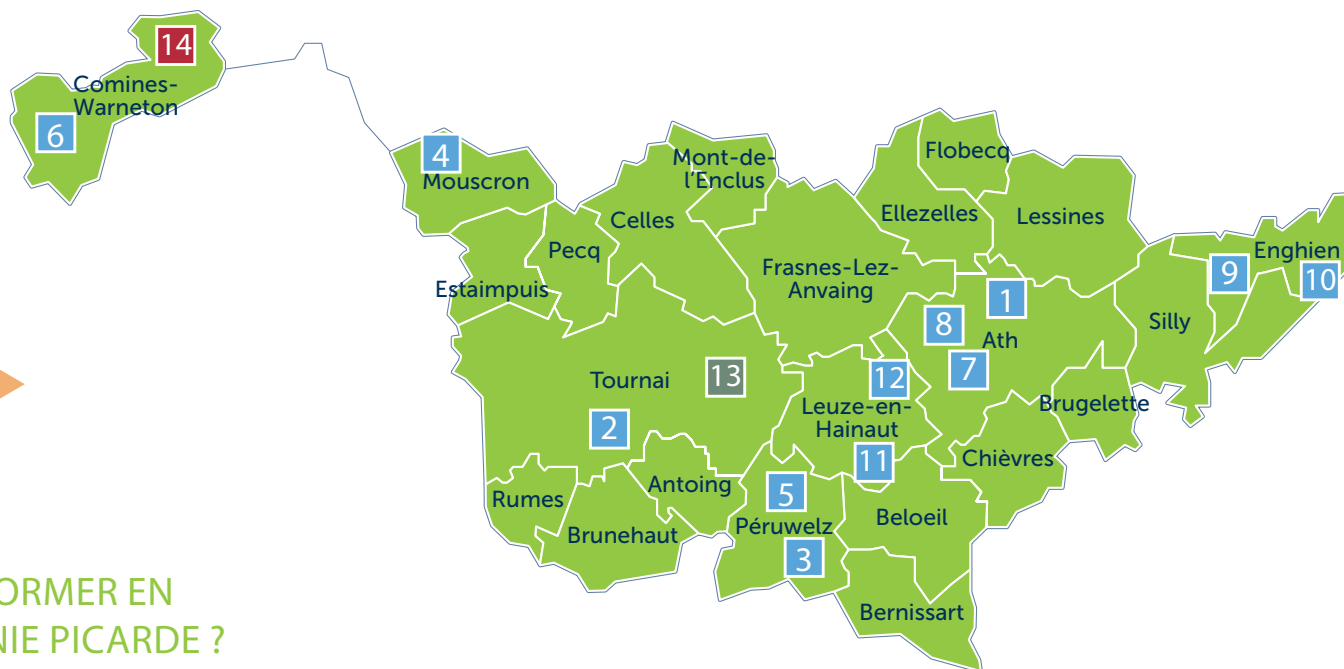 14
Comines-
Warneton
6
4
Mouscron
Mont-de-
l'Enclus
Flobecq
Celles
Ellezelles
Lessines
Pecq
Enghien
Frasnes-Lez-
Anvaing
9
10
Estaimpuis
1
8
Ath
Silly
Tournai
13
12
7
Leuze-en-
Hainaut
Brugelette
2
11
Chièvres
Antoing
Rumes
5
Beloeil
Péruwelz
Brunehaut
3
Bernissart
ORMER EN
NIE PICARDE ?